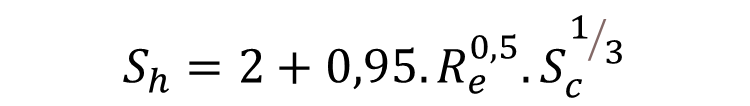 S_h = 2 + 0,95. R_e^{0,5}. S_c^{1/3}